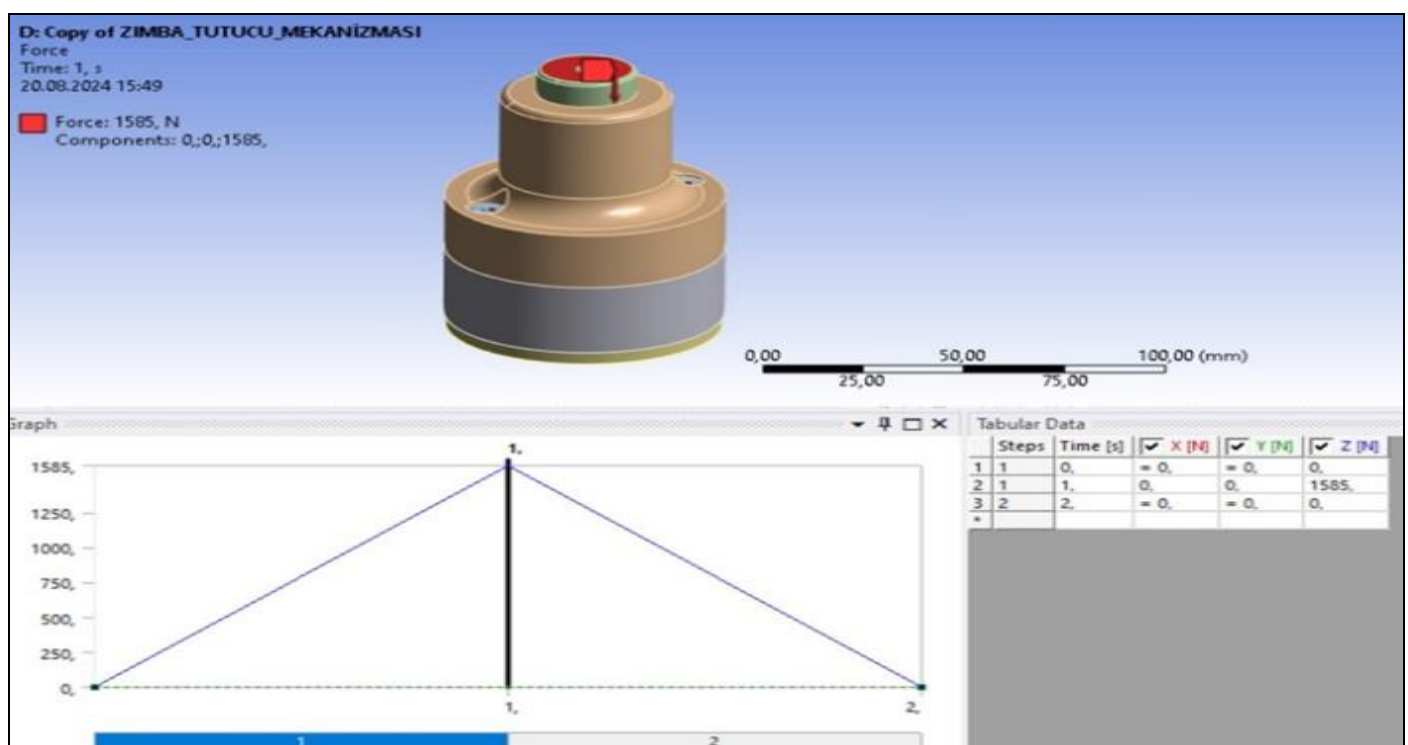 D: Copy of ZIMBA_TUTUCU_MEKANİZMASI
Force
Time: 1, s
20.08.2024 15:49
Force: 1585, N
Components: 0,;0,;1585,
0,00 50,00 100,00 (mm)
25,00 75,00
Graph
1,
1585,
1250,
1000,
750,
500,
250,
0,
1, 2,
1 2
Tabular Data
Steps Time [s] X [N] Y [N] Z [N]
1 1 0, = 0, = 0, 0,
2 1 1, 0, 0, 1585,
3 2 2, = 0, = 0, 0,
*